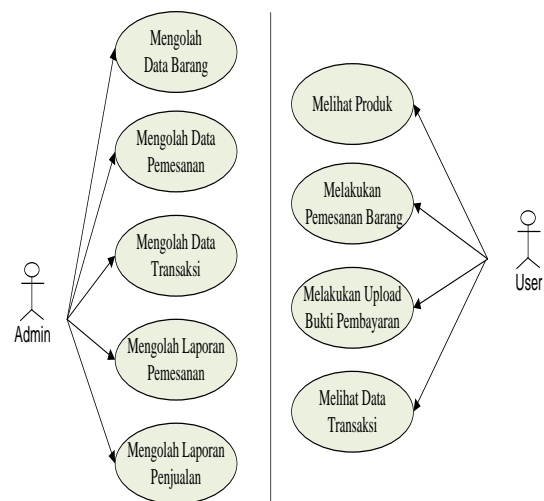 Mengolah
Data Barang
Mengolah Data
Pemesanan
Mengolah Data
Transaksi
Mengolah Laporan
Pemesanan
Mengolah Laporan
Penjualan
Admin
Melihat Produk
Melakukan
Pemesanan Barang
Melakukan Upload
Bukti Pembayaran
Melihat Data
Transaksi
User